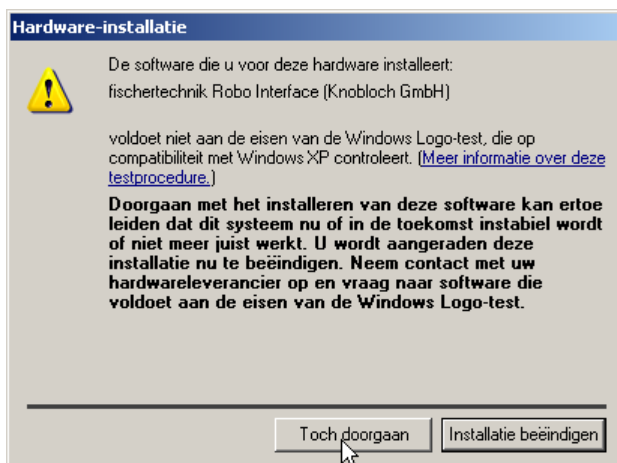 Hardware-installatie
De software die u voor deze hardware installeert:
fischertechnik Robo Interface (Knobloch GmbH)
voldoet niet aan de eisen van de Windows Logo-test, die op
compatibiliteit met Windows XP controleert. (Meer informatie over deze
testprocedure.)
Doorgaan met het installeren van deze software kan ertoe
leiden dat dit systeem nu of in de toekomst instabiel wordt
of niet meer juist werkt. U wordt aangeraden deze
installatie nu te beëindigen. Neem contact met uw
hardwareleverancier op en vraag naar software die
voldoet aan de eisen van de Windows Logo-test.
Toch doorgaan
Installatie beëindigen